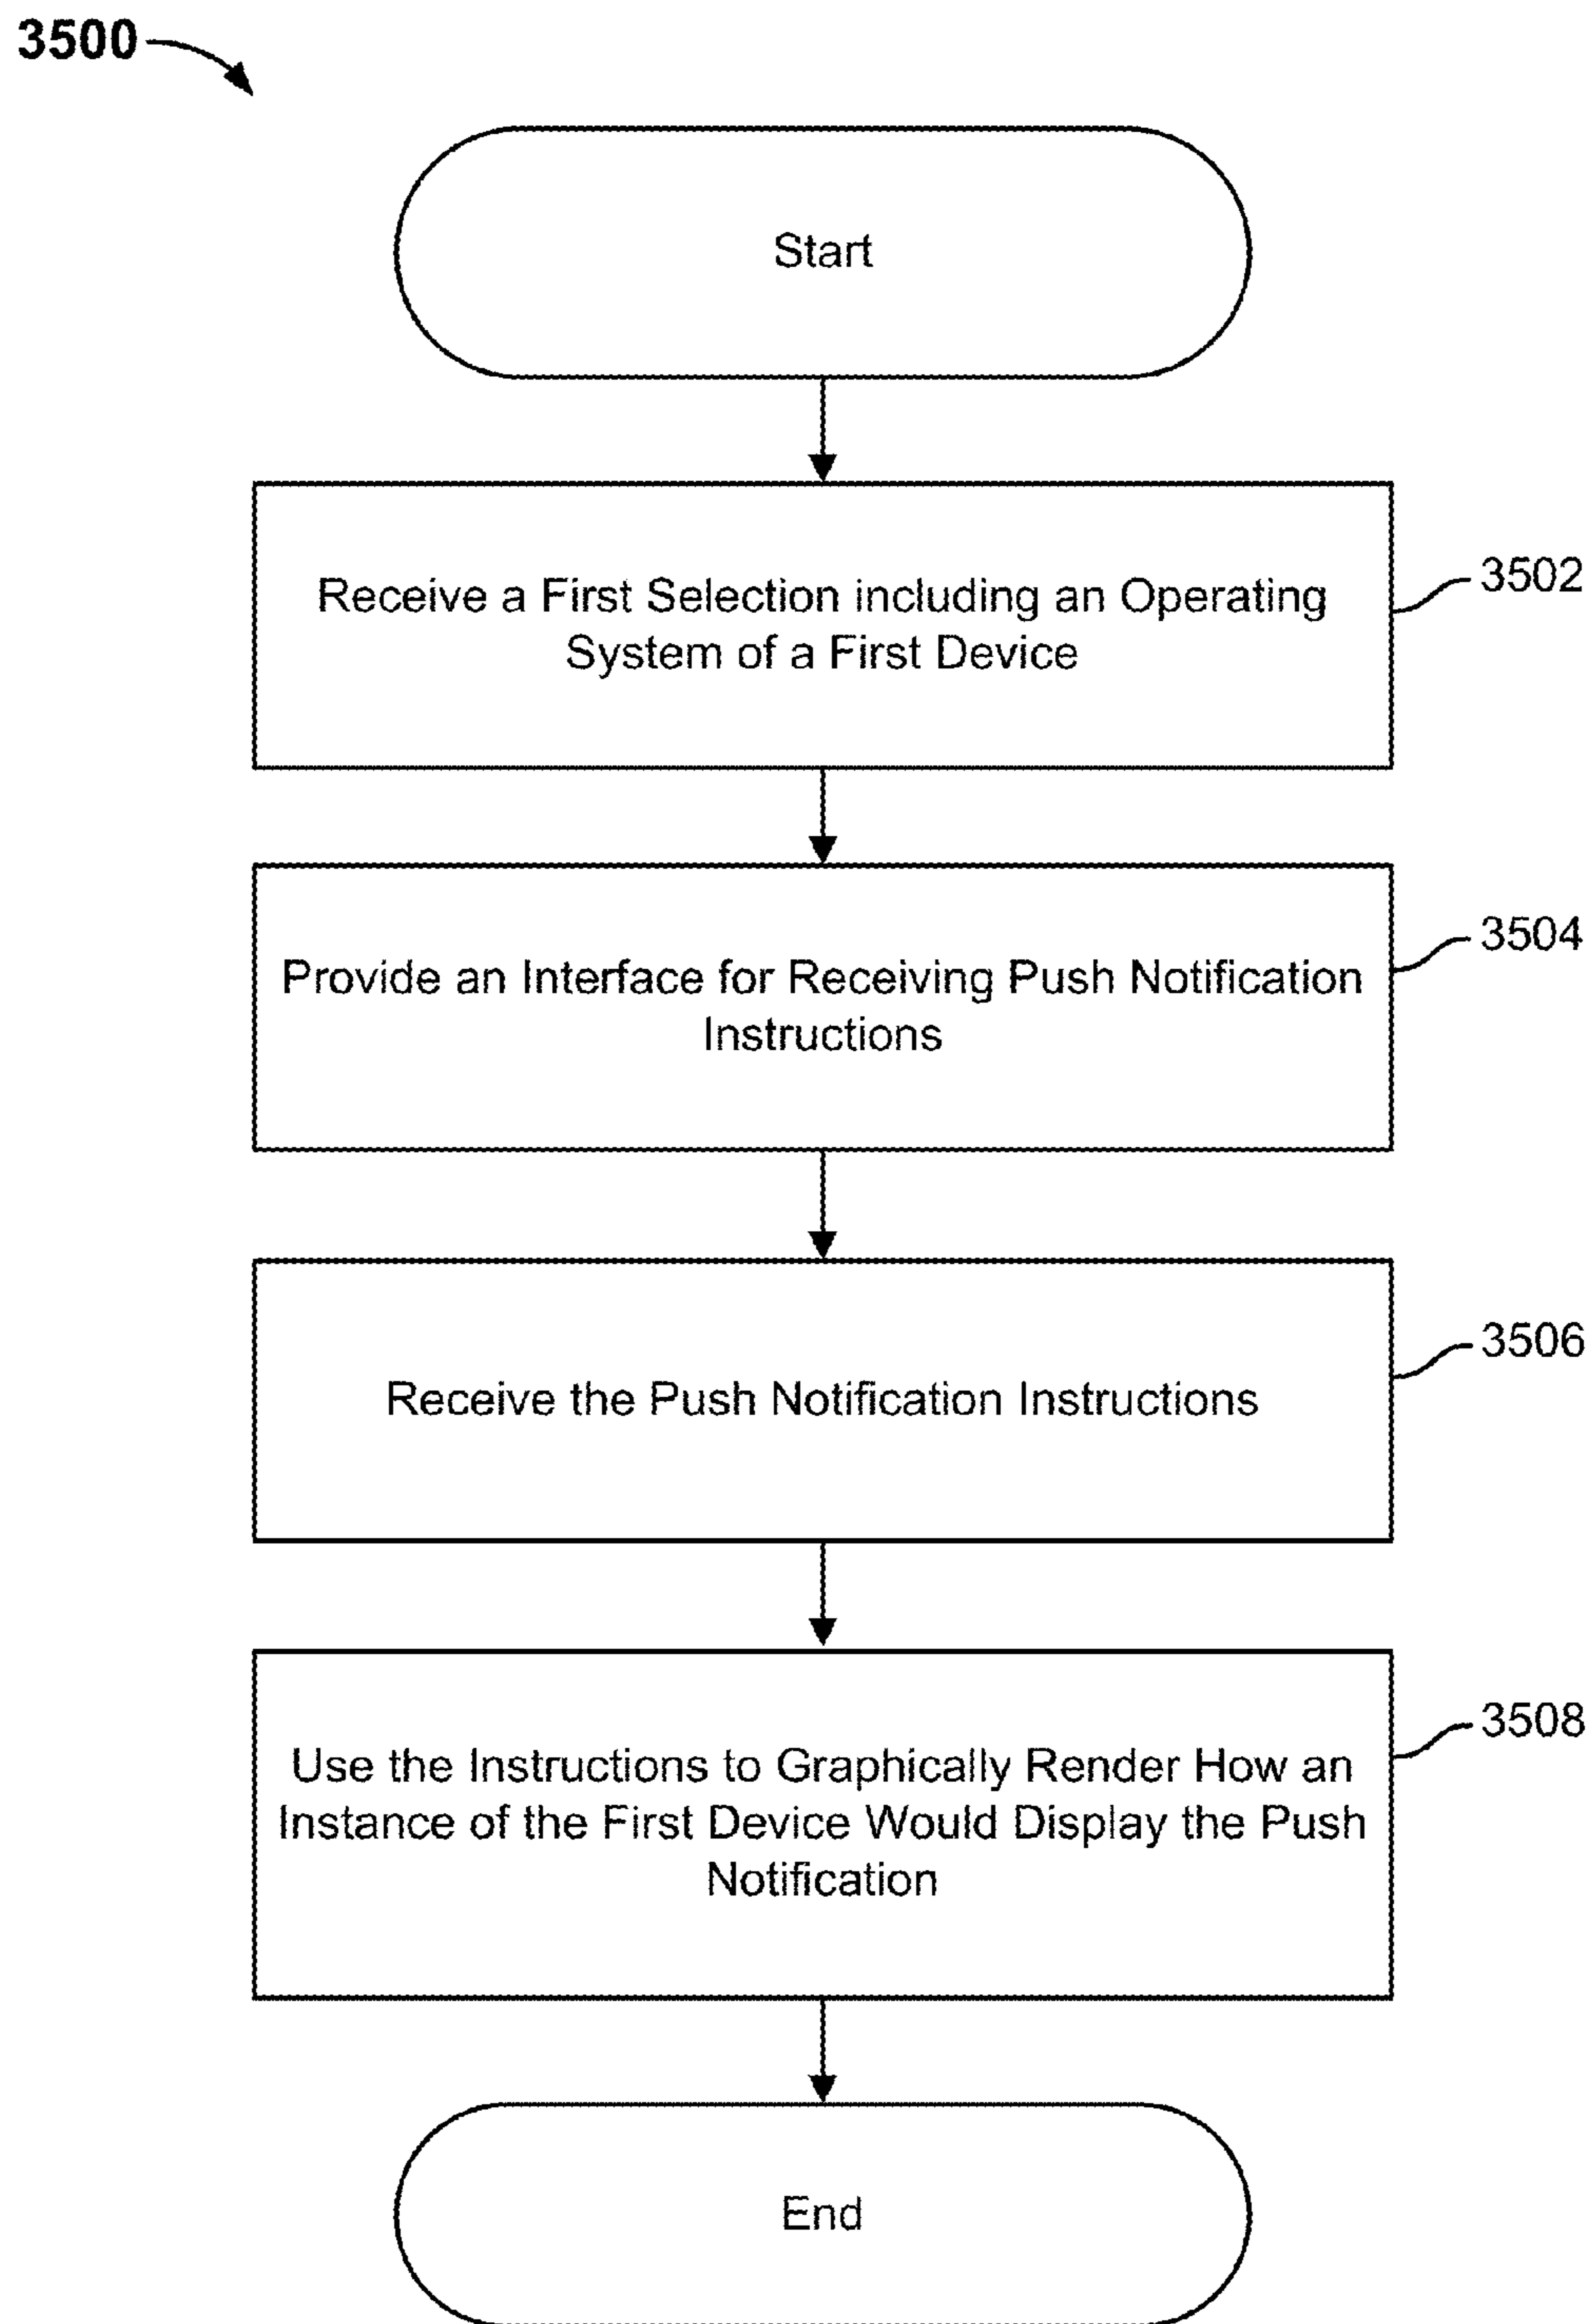 3500
Start
Receive a First Selection including an Operating
System of a First Device
3502
Provide an Interface for Receiving Push Notification
Instructions
3504
Receive the Push Notification Instructions
3506
Use the Instructions to Graphically Render How an
Instance of the First Device Would Display the Push
Notification
3508
End